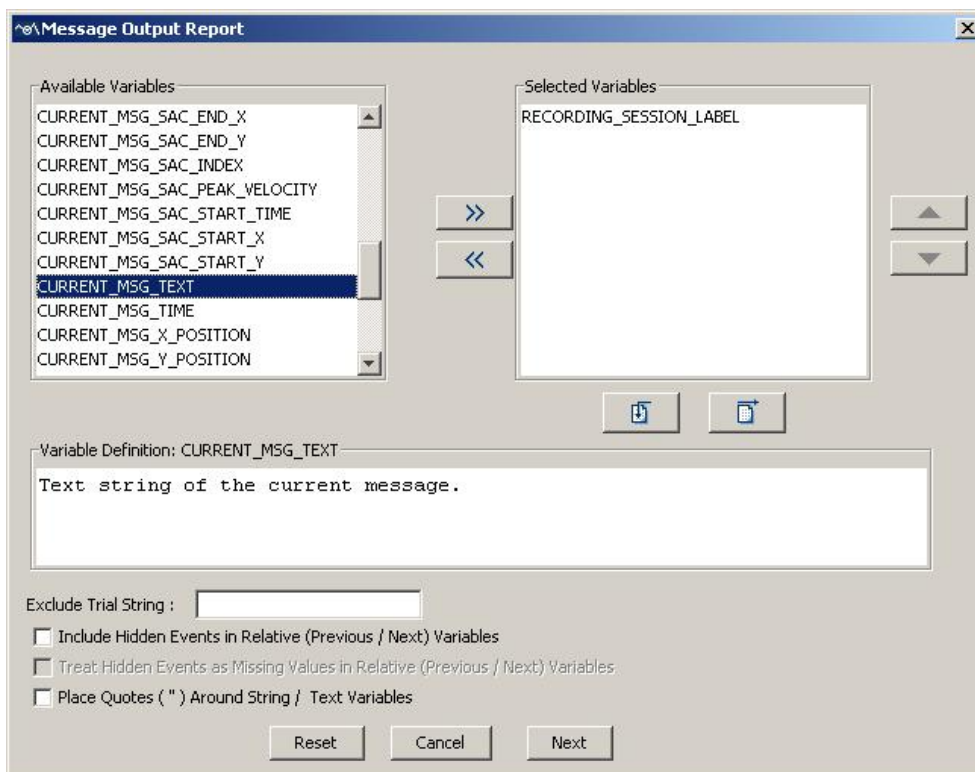 Message Output Report
Available Variables
CURRENT_MSG_SAC_END_X
CURRENT_MSG_SAC_END_Y
CURRENT_MSG_SAC_INDEX
CURRENT_MSG_SAC_PEAK_VELOCITY
CURRENT_MSG_SAC_START_TIME
CURRENT_MSG_SAC_START_X
CURRENT_MSG_SAC_START_Y
CURRENT_MSG_TEXT
CURRENT_MSG_TIME
CURRENT_MSG_X_POSITION
CURRENT_MSG_Y_POSITION
>>
<<
Selected Variables
RECORDING_SESSION_LABEL
Variable Definition: CURRENT_MSG_TEXT
Text string of the current message.
Exclude Trial String :
Include Hidden Events in Relative (Previous / Next) Variables
Treat Hidden Events as Missing Values in Relative (Previous / Next) Variables
Place Quotes ( " ) Around String / Text Variables
Reset Cancel Next